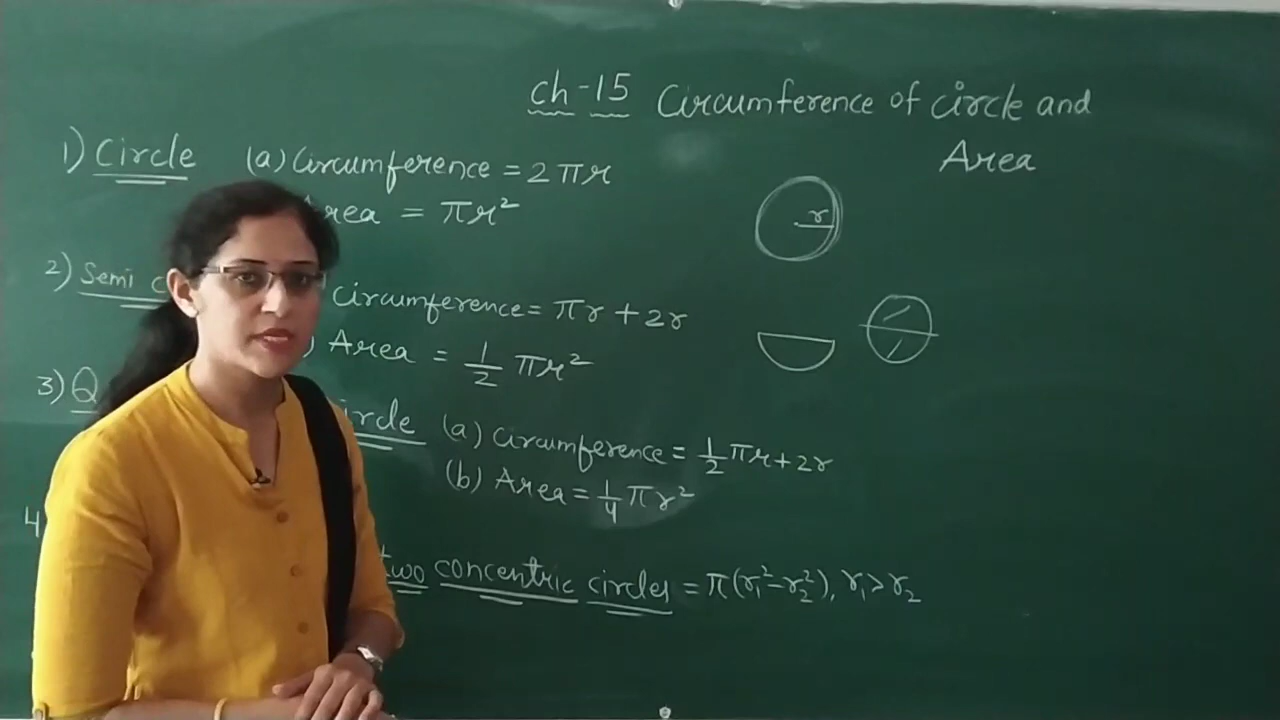 ch-15 Circumference of circle and
Area
1) Circle (a) Circumference = 2πr
rea = πr²
r
2) Semi c
Circumference = πr + 2r
) Area = 1/2 πr²
3) Q
ircle (a) Circumference = 1/2 πr + 2r
(b) Area = 1/4 πr²
4
two concentric circles = π(r₁² - r₂²), r₁ > r₂